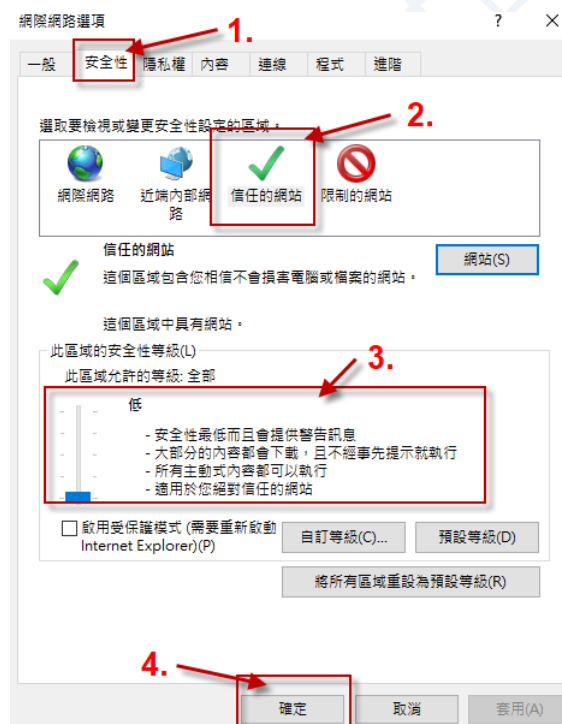 網際網路選項 ? ×
1.
一般 安全性 隱私權 內容 連線 程式 進階
選取要檢視或變更安全性設定的區域。
2.
網際網路 近端內部網路 信任的網站 限制的網站
信任的網站
網站(S)
這個區域包含您相信不會損害電腦或檔案的網站。
這個區域中具有網站。
此區域的安全性等級(L)
3.
此區域允許的等級: 全部
低
- 安全性最低而且會提供警告訊息
- 大部分的內容都會下載，且不經事先提示就執行
- 所有主動式內容都可以執行
- 適用於您絕對信任的網站
啟用受保護模式 (需要重新啟動
Internet Explorer)(P)
自訂等級(C)... 預設等級(D)
將所有區域重設為預設等級(R)
4.
確定 取消 套用(A)